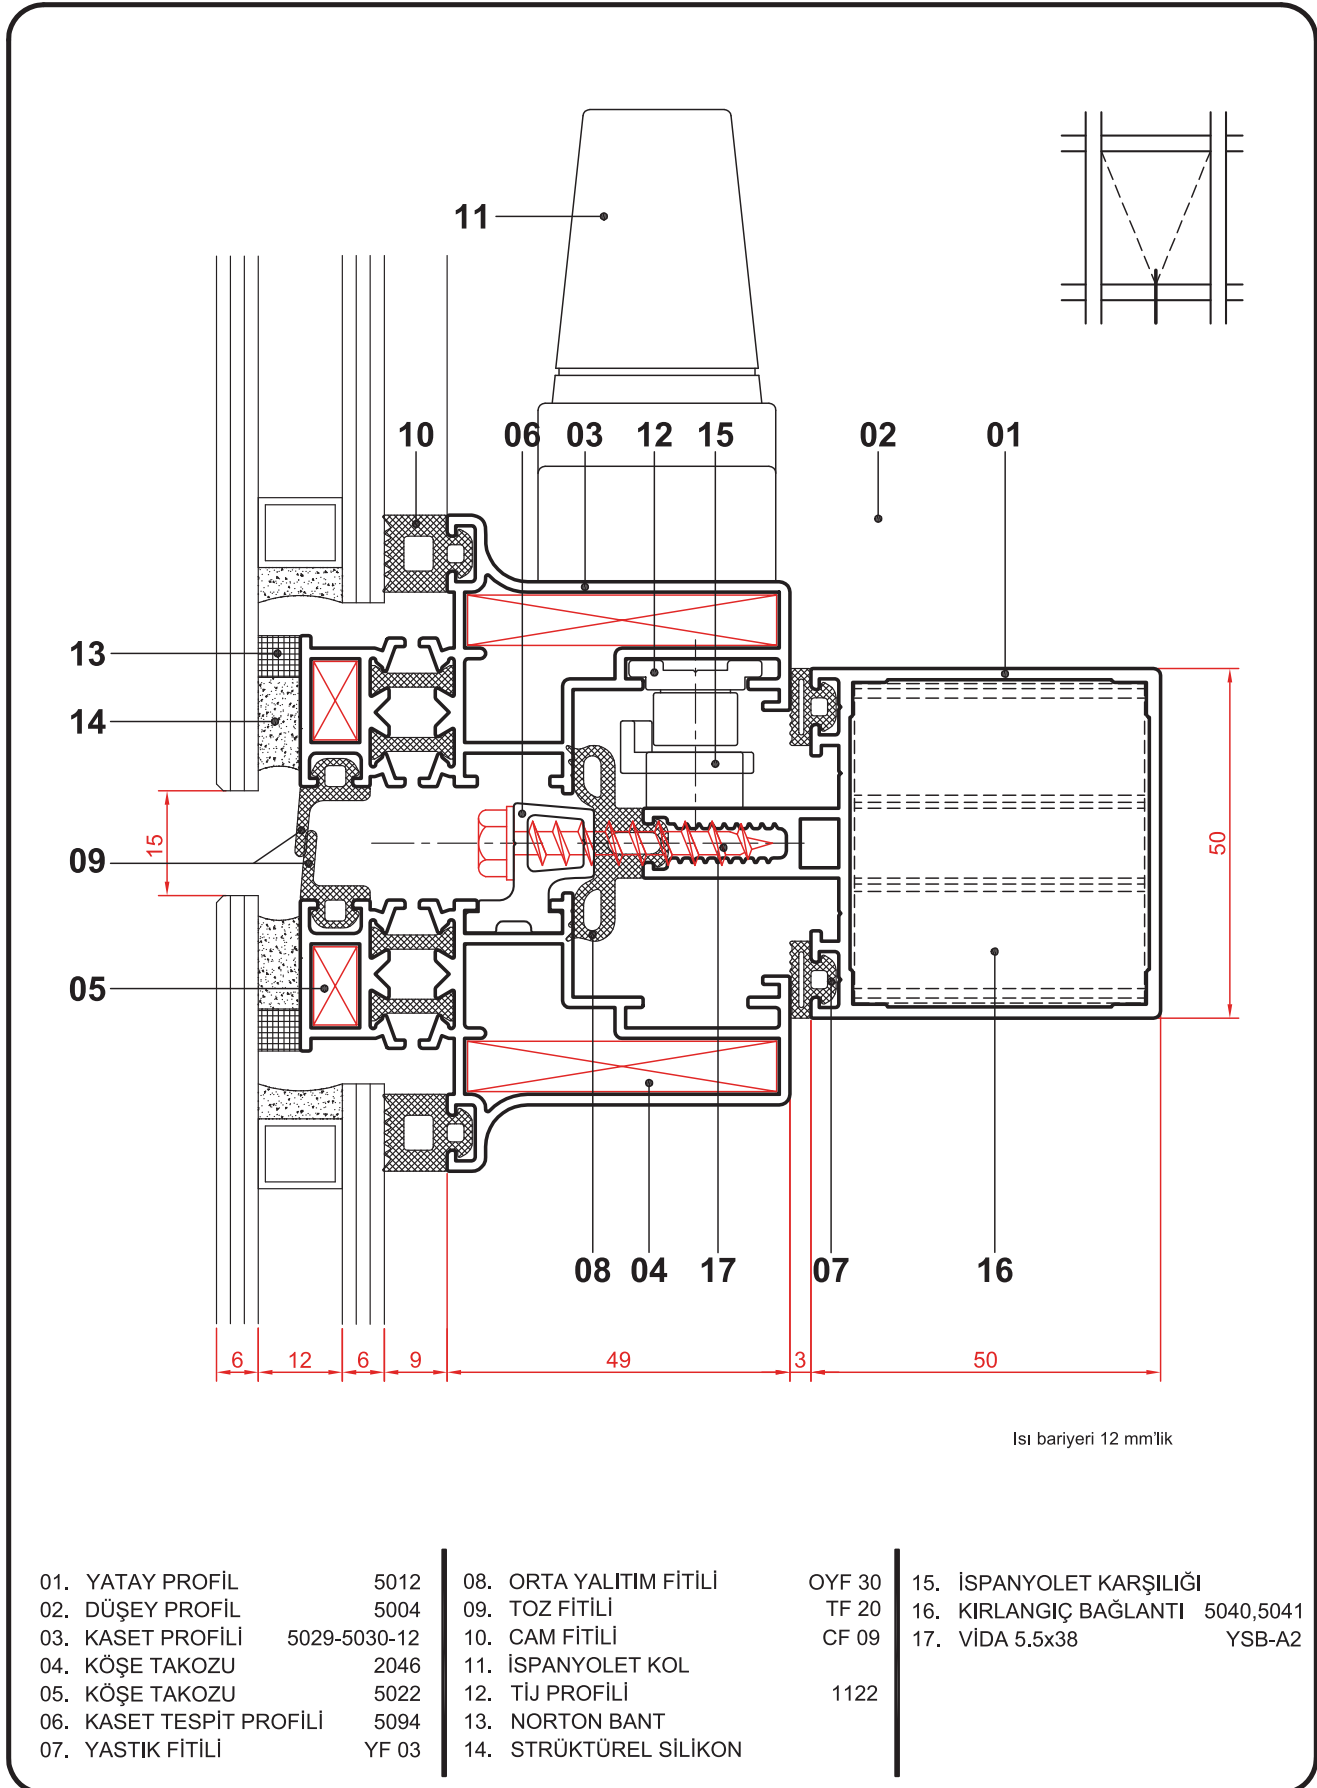 11
10 06 03 12 15 02 01
13
14
15
09
50
05
08 04 17 07 16
6 12 6 9 49 3 50
Isı bariyeri 12 mm'lik
01. YATAY PROFİL 5012
02. DÜŞEY PROFİL 5004
03. KASET PROFİLİ 5029-5030-12
04. KÖŞE TAKOZU 2046
05. KÖŞE TAKOZU 5022
06. KASET TESPİT PROFİLİ 5094
07. YASTIK FİTİLİ YF 03
08. ORTA YALITIM FİTİLİ OYF 30
09. TOZ FİTİLİ TF 20
10. CAM FİTİLİ CF 09
11. İSPANYOLET KOL
12. TİJ PROFİLİ 1122
13. NORTON BANT
14. STRÜKTÜREL SİLİKON
15. İSPANYOLET KARŞILIĞI
16. KIRLANGIÇ BAĞLANTI 5040,5041
17. VİDA 5.5x38 YSB-A2